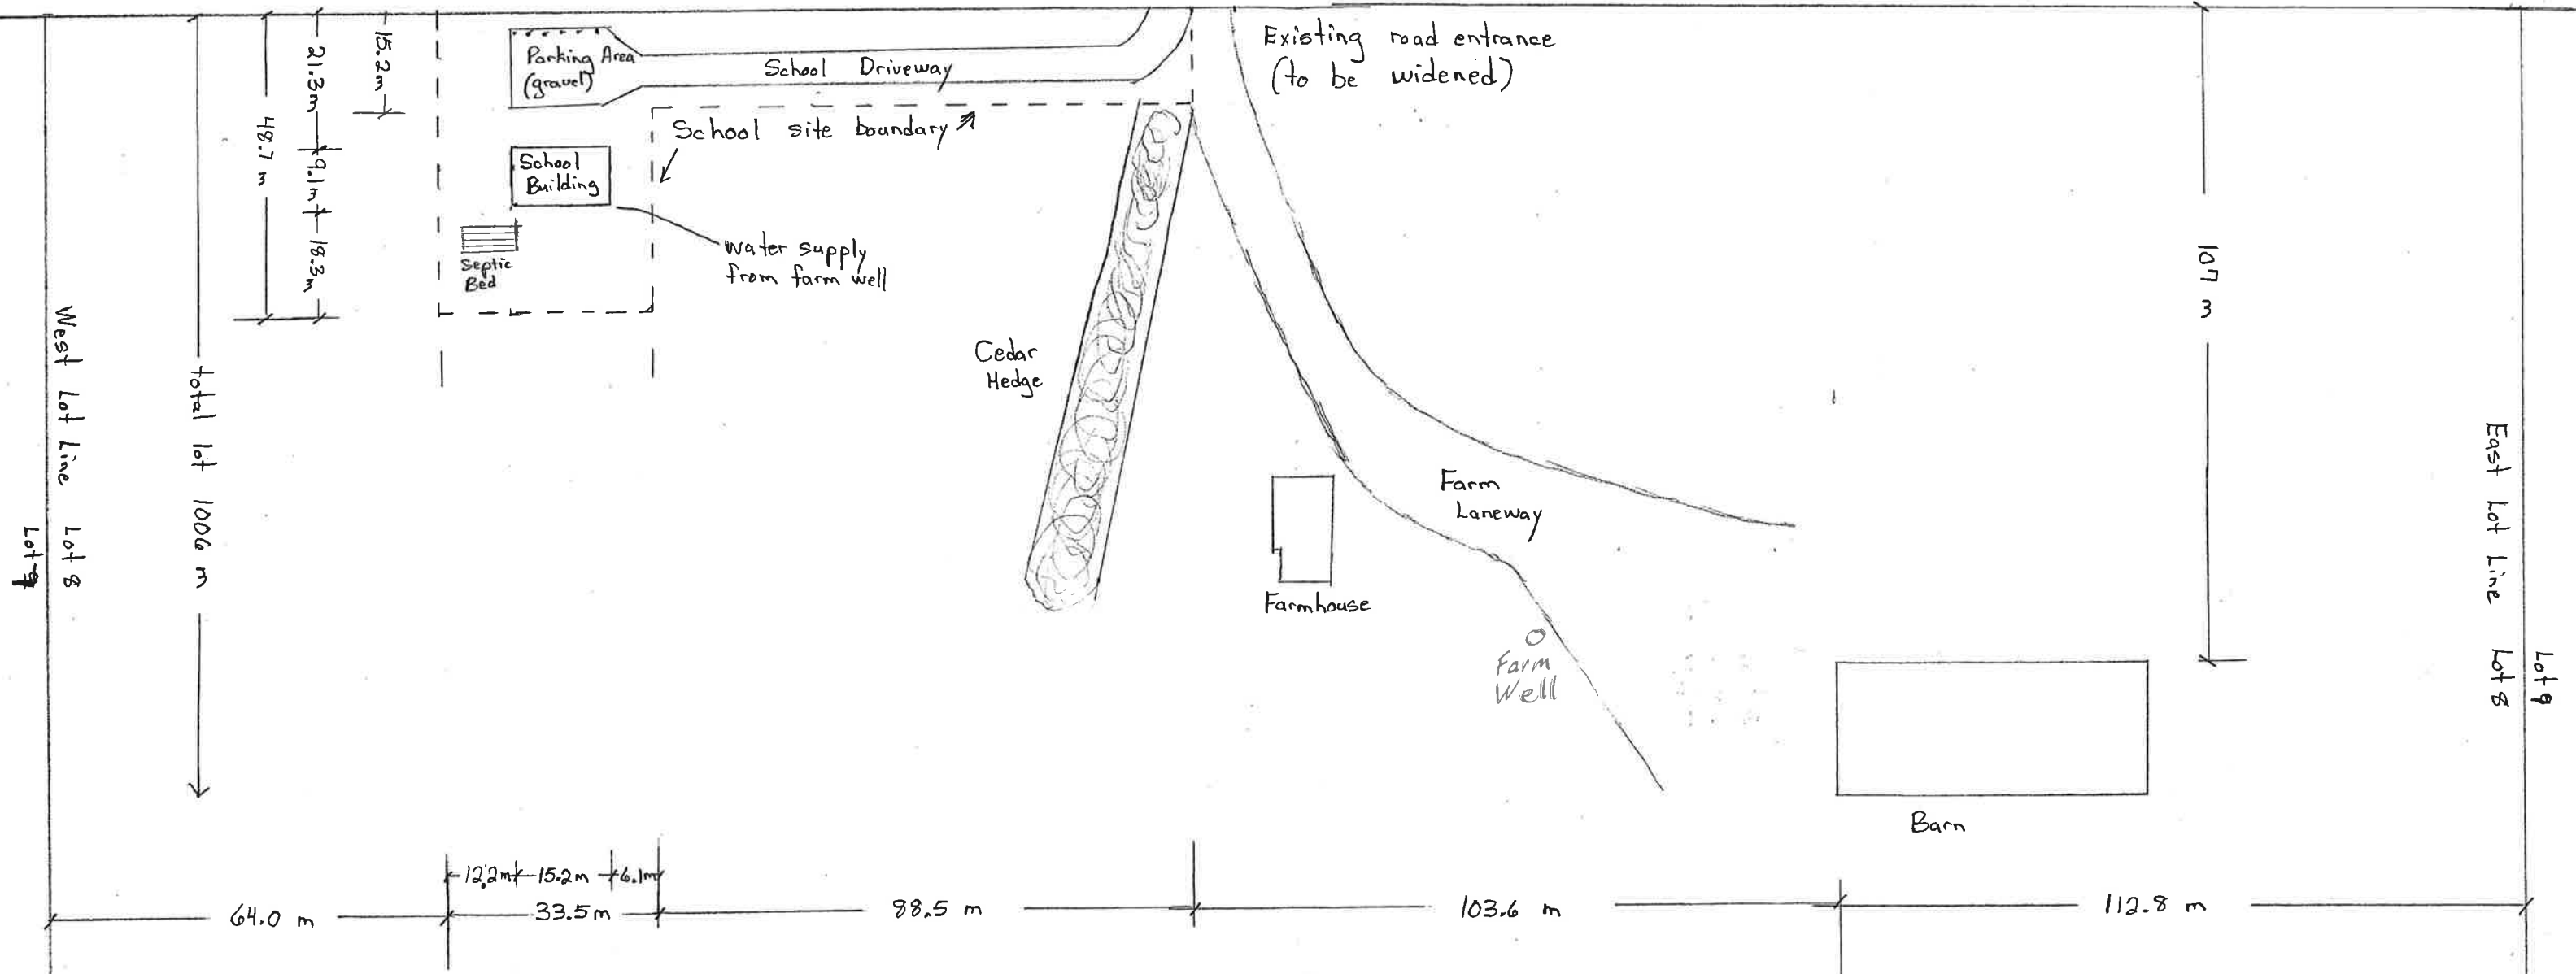 15.2m
21.3m
9.1m
18.3m
48.7 m
total lot 1006 m
West Lot Line Lot 8
Parking Area
(gravel)
School Driveway
School site boundary
School
Building
Septic
Bed
water supply
from farm well
Existing road entrance
(to be widened)
Cedar
Hedge
Farm
Laneway
Farmhouse
Farm
Well
Barn
107 m
East Lot Line Lot 8
Lot 9
12.2m
15.2m
6.1m
64.0 m
33.5m
88.5 m
103.6 m
112.8 m